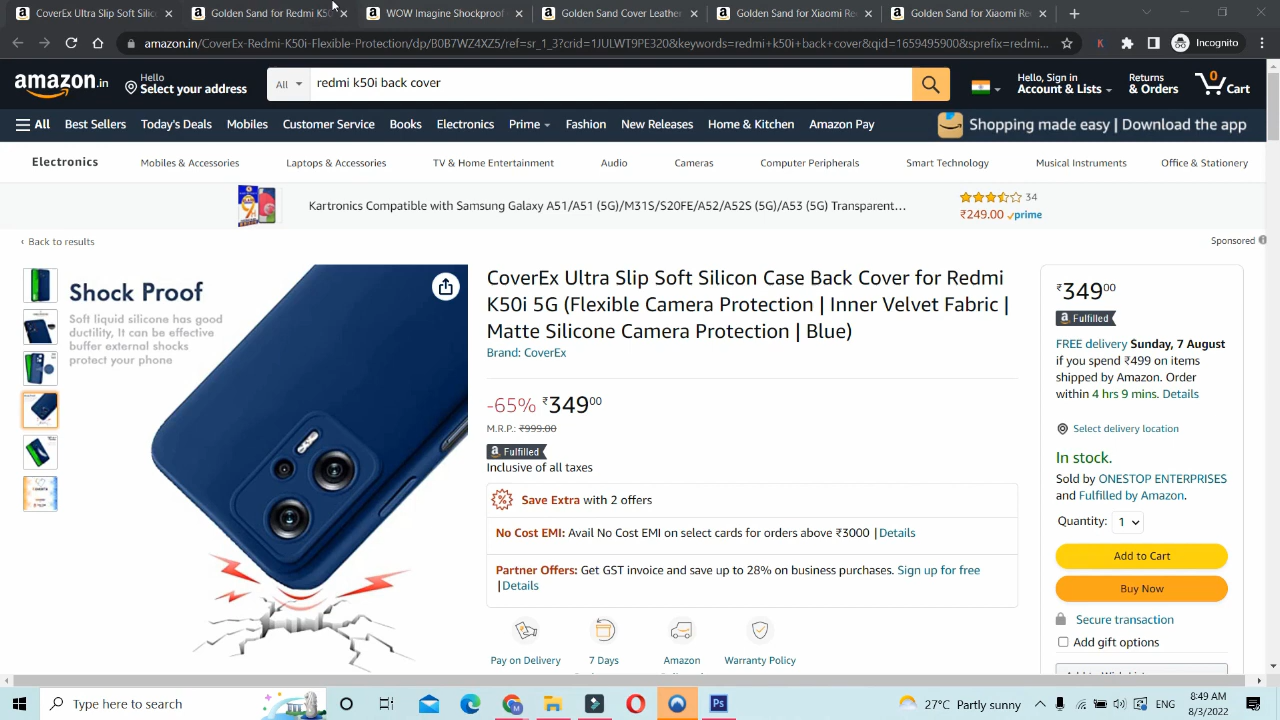 CoverEx Ultra Slip Soft Sil
Golden Sand for Redmi K50
WOW Imagine Shockproof
Golden Sand Cover Leather
Golden Sand for Xiaomi Re
Golden Sand for Xiaomi Re
amazon.in/CoverEx-Redmi-K50i-Flexible-Protection/dp/B0B7WZ4XZ5/ref=sr_1_3?crid=1JULWT9PE320&keywords=redmi+k50i+back+cover&qid=1659495900&sprefix=redmi...
Incognito
amazon.in
Hello
Select your address
All
redmi k50i back cover
Hello, Sign in
Account & Lists
Returns
& Orders
0
Cart
All
Best Sellers
Today's Deals
Mobiles
Customer Service
Books
Electronics
Prime
Fashion
New Releases
Home & Kitchen
Amazon Pay
Shopping made easy | Download the app
Electronics
Mobiles & Accessories
Laptops & Accessories
TV & Home Entertainment
Audio
Cameras
Computer Peripherals
Smart Technology
Musical Instruments
Office & Stationery
Kartronics Compatible with Samsung Galaxy A51/A51 (5G)/M31S/S20FE/A52/A52S (5G)/A53 (5G) Transparent...
34
₹249.00 prime
‹ Back to results
Sponsored
Shock Proof
Soft liquid silicone has good
ductility, It can be effective
buffer external shocks
protect your phone
CoverEx Ultra Slip Soft Silicon Case Back Cover for Redmi
K50i 5G (Flexible Camera Protection | Inner Velvet Fabric |
Matte Silicone Camera Protection | Blue)
Brand: CoverEx
-65% ₹34900
M.R.P.: ₹999.00
Fulfilled
Inclusive of all taxes
Save Extra with 2 offers
No Cost EMI: Avail No Cost EMI on select cards for orders above ₹3000 |Details
Partner Offers: Get GST invoice and save up to 28% on business purchases. Sign up for free
|Details
Pay on Delivery
7 Days
Amazon
Warranty Policy
₹34900
Fulfilled
FREE delivery Sunday, 7 August
if you spend ₹499 on items
shipped by Amazon. Order
within 4 hrs 9 mins. Details
Select delivery location
In stock.
Sold by ONESTOP ENTERPRISES
and Fulfilled by Amazon.
Quantity: 1
Add to Cart
Buy Now
Secure transaction
Add gift options
Type here to search
27°C Partly sunny
ENG
8:49 AM
8/3/2022